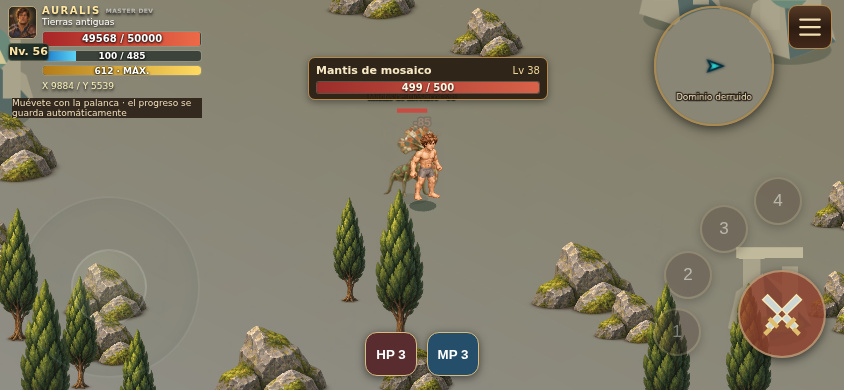 AURALIS MASTER DEV
Tierras antiguas
49568 / 50000
Nv. 56
100 / 485
612 · MÁX.
X 9884 / Y 5539
Muévete con la palanca · el progreso se
guarda automáticamente
Mantis de mosaico Lv 38
499 / 500
Dominio derruido
4
3
2
1
HP 3
MP 3